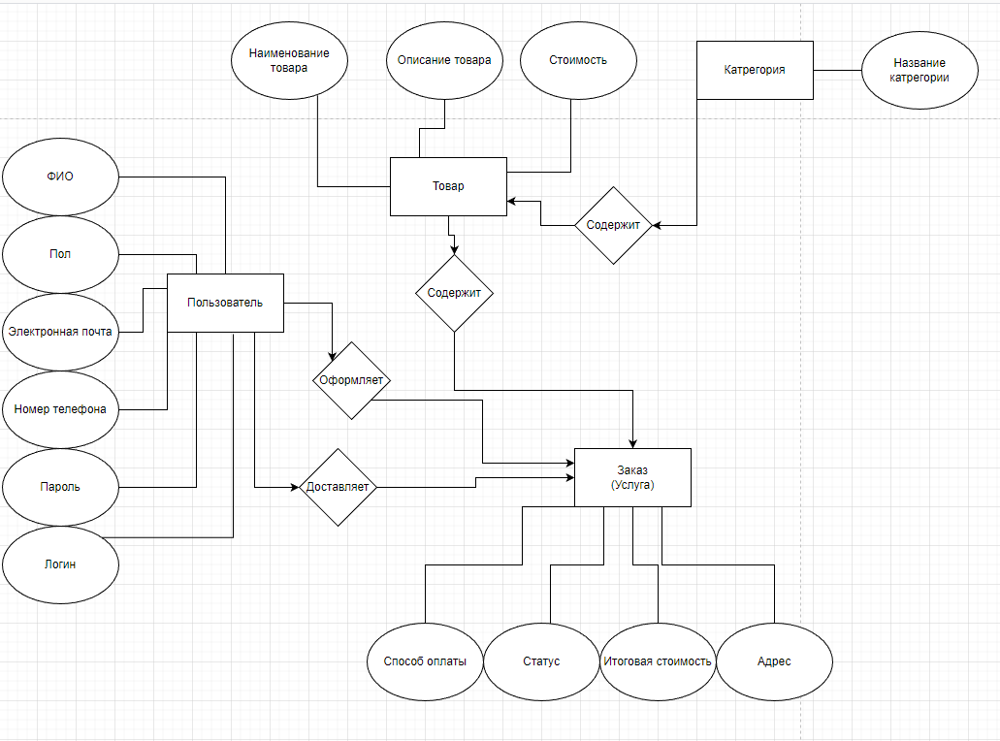 Наименование
товара
Описание товара
Стоимость
Катрегория
Название
катрегории
ФИО
Товар
Содержит
Пол
Содержит
Пользователь
Электронная почта
Оформляет
Номер телефона
Заказ
(Услуга)
Пароль
Доставляет
Логин
Способ оплаты
Статус
Итоговая стоимость
Адрес